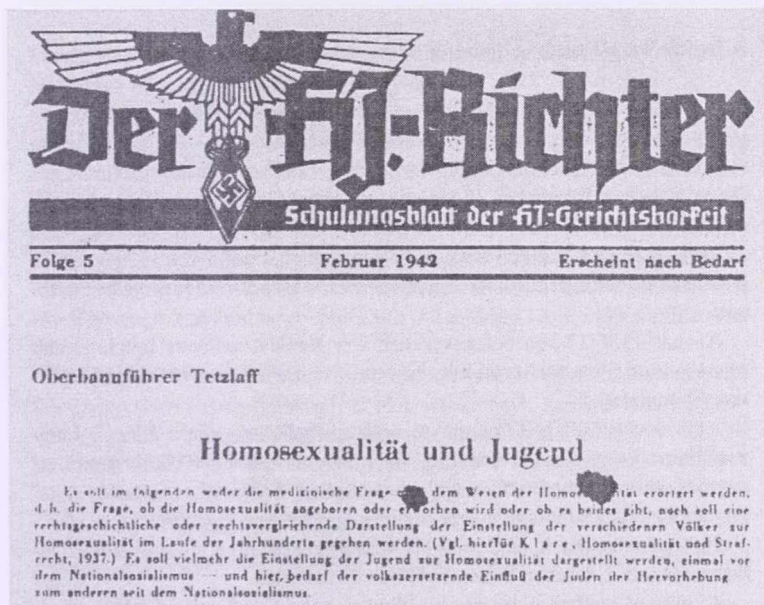 Der HJ.-Richter
Schulungsblatt der HJ.-Gerichtsbarkeit
Folge 5 Februar 1942 Erscheint nach Bedarf
Oberbannführer Tetzlaff
Homosexualität und Jugend
Es soll im folgenden weder die medizinische Frage dem Wesen der erörtert werden,
d. h. die Frage, ob die Homosexualität angeboren oder erworben wird oder ob es beides gibt, noch soll eine
rechtsgeschichtliche oder rechtsvergleichende Darstellung der Einstellung der verschiedenen Völker zur
Homosexualität im Laufe der Jahrhunderte gegeben werden. (Vgl. hierfür Klare, Homosexualität und Straf-
recht, 1937.) Es soll vielmehr die Einstellung der Jugend zur Homosexualität dargestellt werden, einmal vor
dem Nationalsozialismus — und hier bedarf der volkszersetzende Einfluß der Juden der Hervorhebung
zum anderen seit dem Nationalsozialismus.